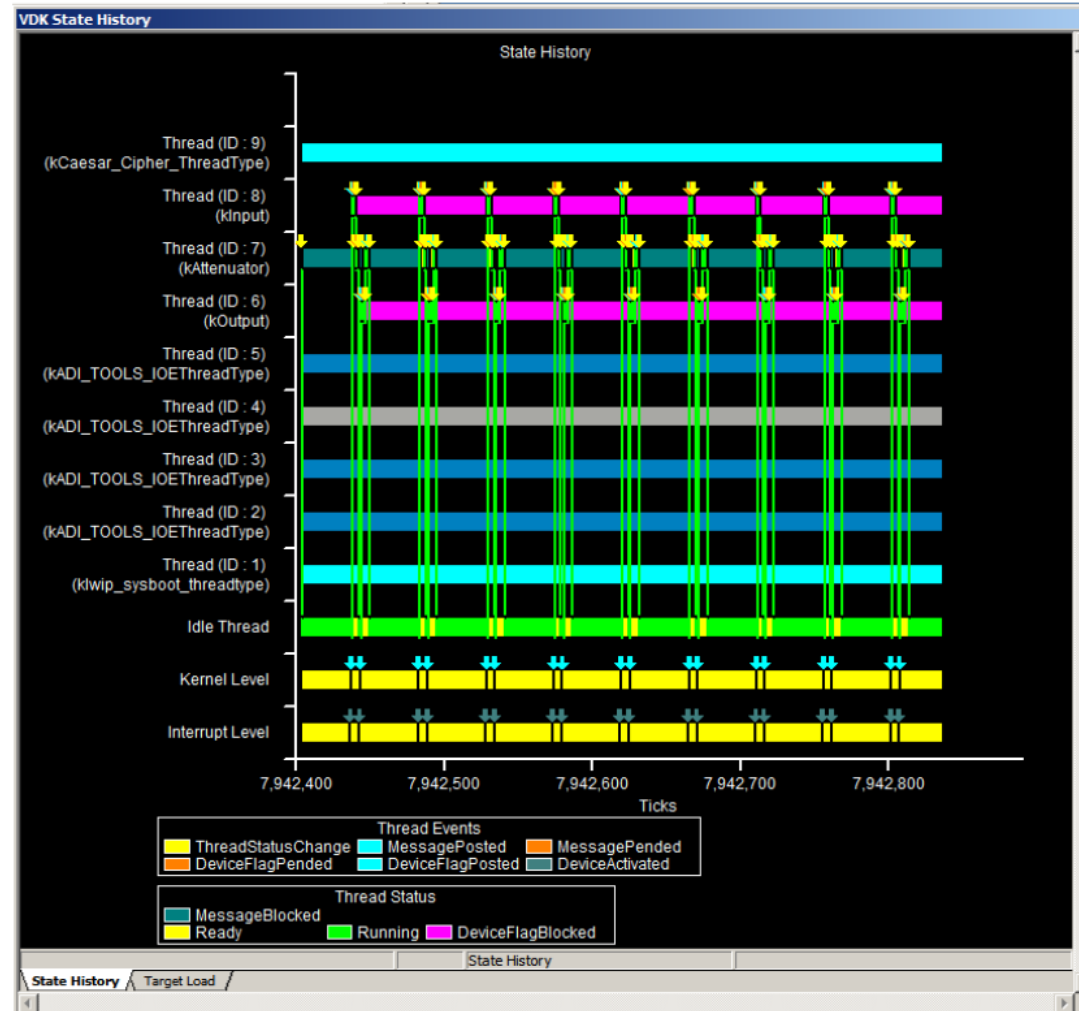 VDK State History
State History
Thread (ID : 9)
(kCaesar_Cipher_ThreadType)
Thread (ID : 8)
(kInput)
Thread (ID : 7)
(kAttenuator)
Thread (ID : 6)
(kOutput)
Thread (ID : 5)
(kADI_TOOLS_IOEThreadType)
Thread (ID : 4)
(kADI_TOOLS_IOEThreadType)
Thread (ID : 3)
(kADI_TOOLS_IOEThreadType)
Thread (ID : 2)
(kADI_TOOLS_IOEThreadType)
Thread (ID : 1)
(klwip_sysboot_threadtype)
Idle Thread
Kernel Level
Interrupt Level
7,942,400 7,942,500 7,942,600 7,942,700 7,942,800
Ticks
Thread Events
ThreadStatusChange MessagePosted MessagePended
DeviceFlagPended DeviceFlagPosted DeviceActivated
Thread Status
MessageBlocked
Ready Running DeviceFlagBlocked
State History
State History Target Load